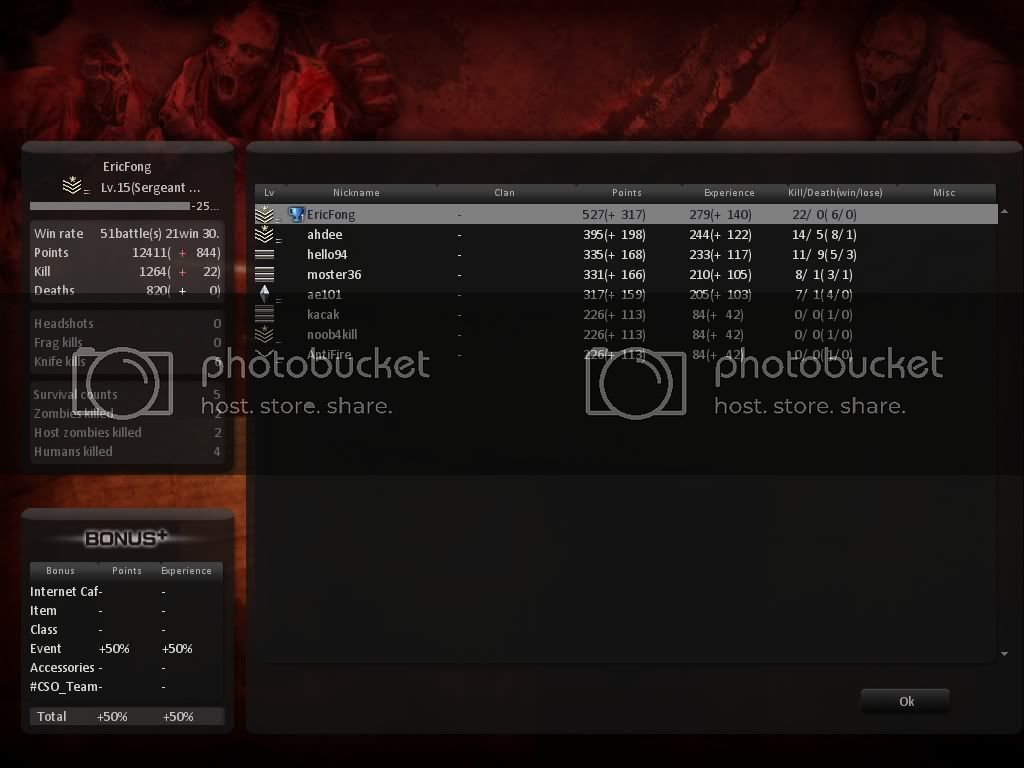 EricFong
Lv.15(Sergeant ...
-25...
Win rate 51battle(s) 21win 30.
Points 12411( + 844)
Kill 1264( + 22)
Deaths 820( + 0)
Headshots 0
Frag kills 0
Knife kills 6
Survival counts 5
Zombies killed 2
Host zombies killed 2
Humans killed 4
BONUS+
Bonus Points Experience
Internet Caf- -
Item - -
Class - -
Event +50% +50%
Accessories - -
#CSO_Team- -
Total +50% +50%
Lv Nickname Clan Points Experience Kill/Death(win/lose) Misc
EricFong - 527(+ 317) 279(+ 140) 22/ 0( 6/ 0)
ahdee - 395(+ 198) 244(+ 122) 14/ 5( 8/ 1)
hello94 - 335(+ 168) 233(+ 117) 11/ 9( 5/ 3)
moster36 - 331(+ 166) 210(+ 105) 8/ 1( 3/ 1)
ae101 - 317(+ 159) 205(+ 103) 7/ 1( 4/ 0)
kacak - 226(+ 113) 84(+ 42) 0/ 0( 1/ 0)
noob4kill - 226(+ 113) 84(+ 42) 0/ 0( 1/ 0)
AntiFire - 226(+ 113) 84(+ 42) 0/ 0( 1/ 0)
Ok
photobucket
host. store. share.
photobucket
host. store. share.